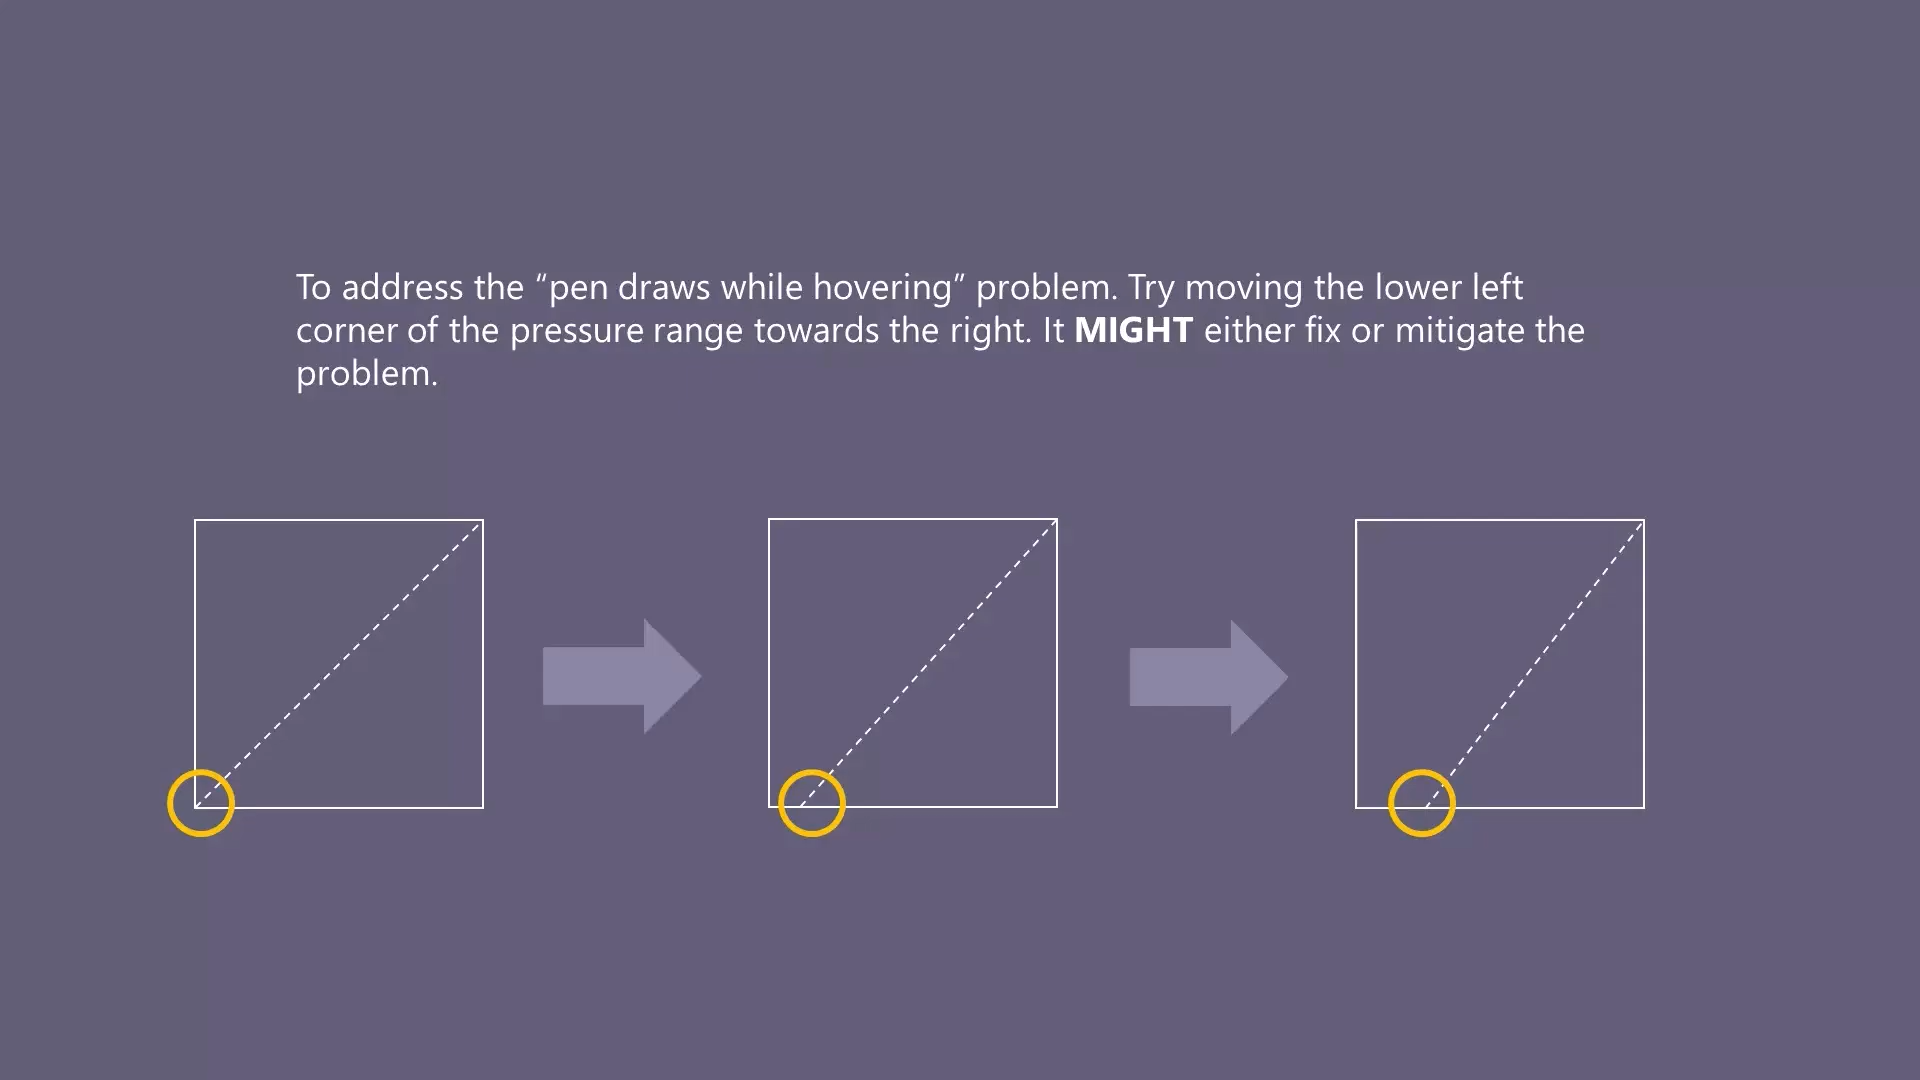 To address the “pen draws while hovering” problem. Try moving the lower left
corner of the pressure range towards the right. It MIGHT either fix or mitigate the
problem.